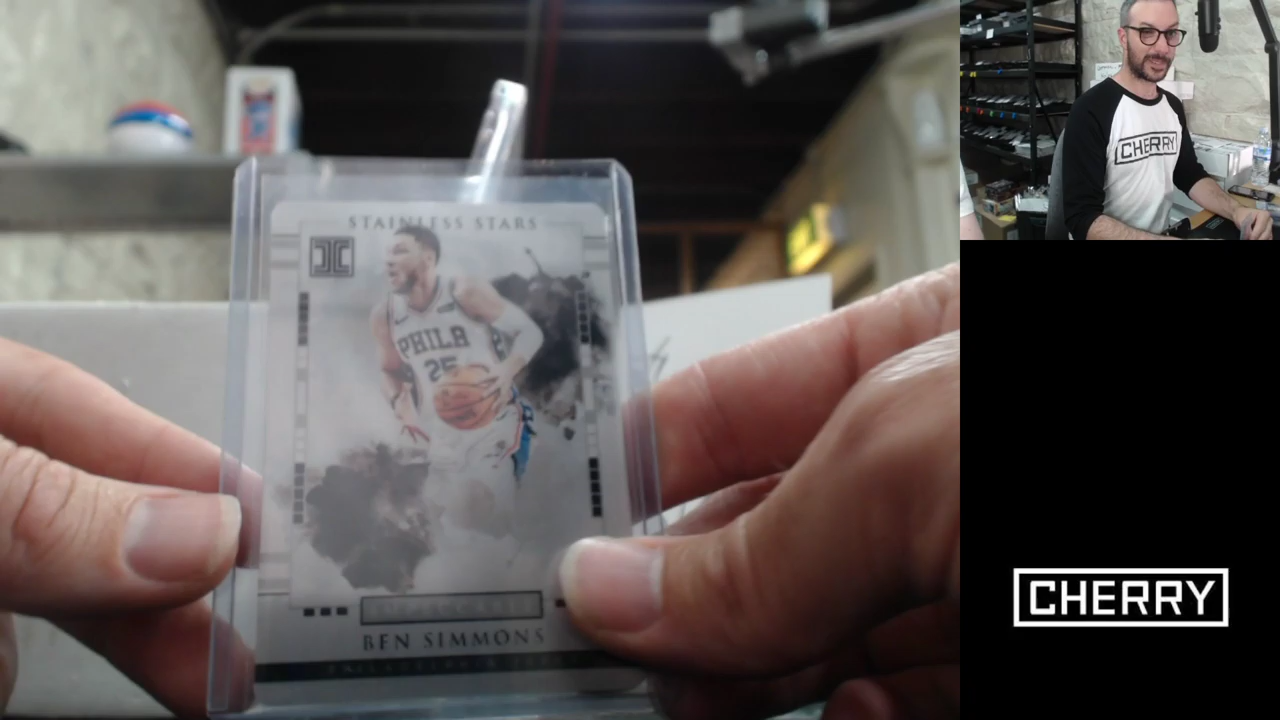 STAINLESS STARS
PHILA
25
BEN SIMMONS
CHERRY
CHERRY